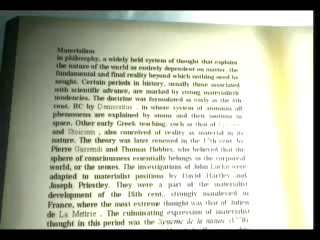 Materialism
in philosophy, a widely held system of thought that explains
the nature of the world as entirely dependent on matter, the
fundamental and final reality beyond which nothing need be
sought. Certain periods in history, usually those associated
with scientific advance, are marked by strong materialistic
tendencies. The doctrine was formulated as early as the 4th
cent. BC by Democritus , in whose system of atomism all
phenomena are explained by atoms and their motions in
space. Other early Greek teaching, such as that of
and Stoicism , also conceived of reality as material in its
nature. The theory was later renewed in the 17th cent. by
Pierre Gassendi and Thomas Hobbes, who believed that the
sphere of consciousness essentially belongs to the corporeal
world, or the senses. The investigations of John Locke were
adapted to materialist positions by David Hartley and
Joseph Priestley. They were a part of the materialist
development of the 18th cent., strongly manifested in
France, where the most extreme thought was that of Julien
de La Mettrie . The culminating expression of materialist
thought in this period was the Système de la nature